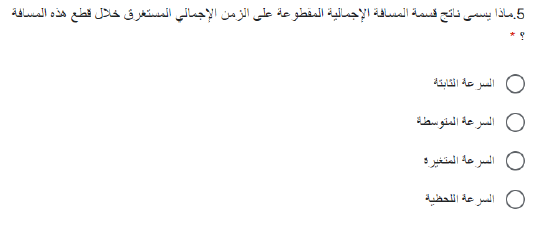 5.ماذا يسمى ناتج قسمة المسافة الإجمالية المقطوعة على الزمن الإجمالي المستغرق خلال قطع هذه المسافة
؟ *
السرعة الثابتة
السرعة المتوسطة
السرعة المتغيرة
السرعة اللحظية